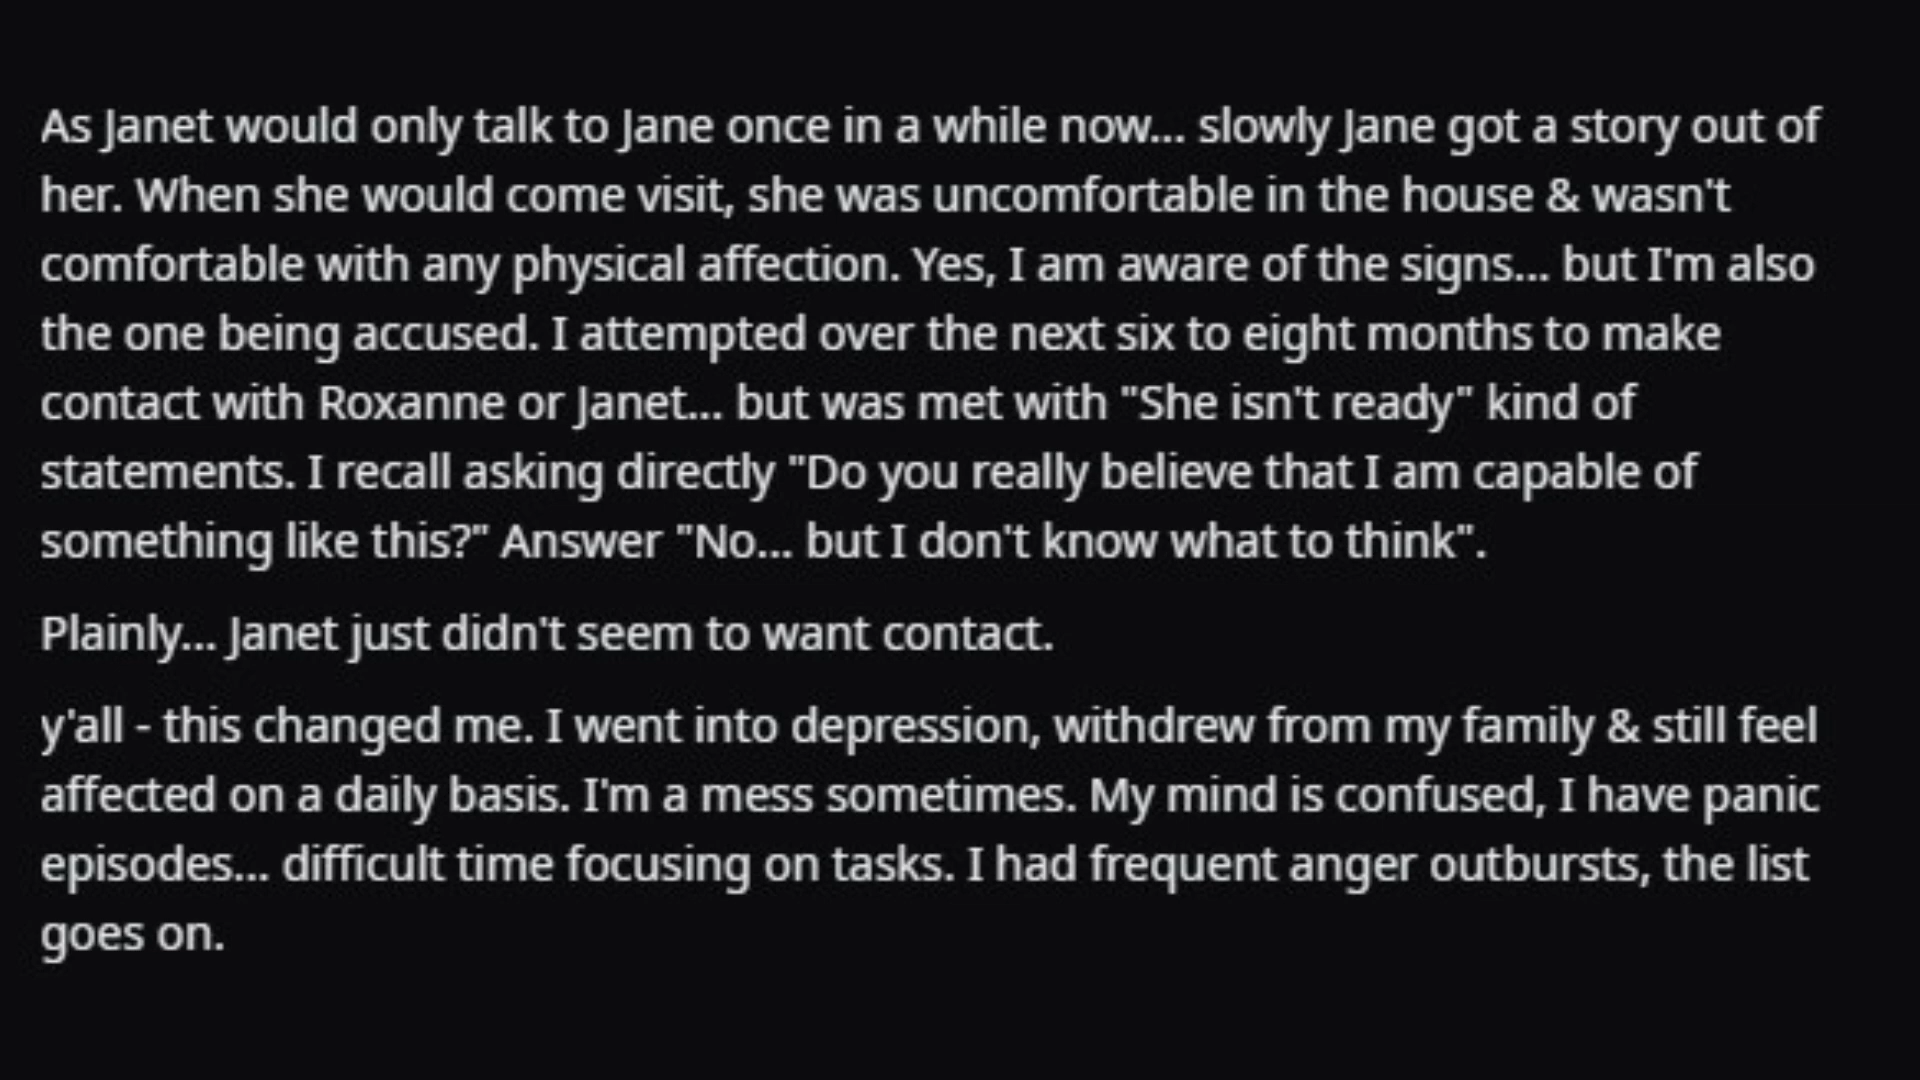 As Janet would only talk to Jane once in a while now... slowly Jane got a story out of
her. When she would come visit, she was uncomfortable in the house & wasn't
comfortable with any physical affection. Yes, I am aware of the signs... but I'm also
the one being accused. I attempted over the next six to eight months to make
contact with Roxanne or Janet... but was met with "She isn't ready" kind of
statements. I recall asking directly "Do you really believe that I am capable of
something like this?" Answer "No... but I don't know what to think".
Plainly... Janet just didn't seem to want contact.
y'all - this changed me. I went into depression, withdrew from my family & still feel
affected on a daily basis. I'm a mess sometimes. My mind is confused, I have panic
episodes... difficult time focusing on tasks. I had frequent anger outbursts, the list
goes on.